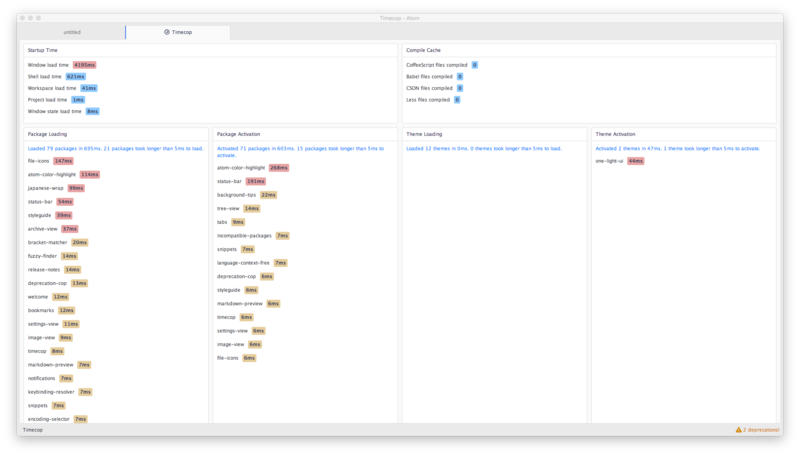 Timecop - Atom
untitled
Timecop
Startup Time
Window load time 4195ms
Shell load time 621ms
Workspace load time 41ms
Project load time 1ms
Window state load time 8ms
Compile Cache
CoffeeScript files compiled 0
Babel files compiled 0
CSON files compiled 0
Less files compiled 0
Package Loading
Loaded 79 packages in 695ms. 21 packages took longer than 5ms to load.
file-icons 147ms
atom-color-highlight 114ms
japanese-wrap 99ms
status-bar 54ms
styleguide 39ms
archive-view 37ms
bracket-matcher 20ms
fuzzy-finder 14ms
release-notes 14ms
deprecation-cop 13ms
welcome 12ms
bookmarks 12ms
settings-view 11ms
image-view 9ms
timecop 8ms
markdown-preview 7ms
notifications 7ms
keybinding-resolver 7ms
snippets 7ms
encoding-selector 7ms
Package Activation
Activated 71 packages in 603ms. 15 packages took longer than 5ms to
activate.
atom-color-highlight 268ms
status-bar 191ms
background-tips 22ms
tree-view 14ms
tabs 9ms
incompatible-packages 7ms
snippets 7ms
language-context-free 7ms
deprecation-cop 6ms
styleguide 6ms
markdown-preview 6ms
timecop 6ms
settings-view 6ms
image-view 6ms
file-icons 6ms
Theme Loading
Loaded 12 themes in 0ms. 0 themes took longer than 5ms to load.
Theme Activation
Activated 2 themes in 47ms. 1 theme took longer than 5ms to activate.
one-light-ui 44ms
Timecop
2 deprecations